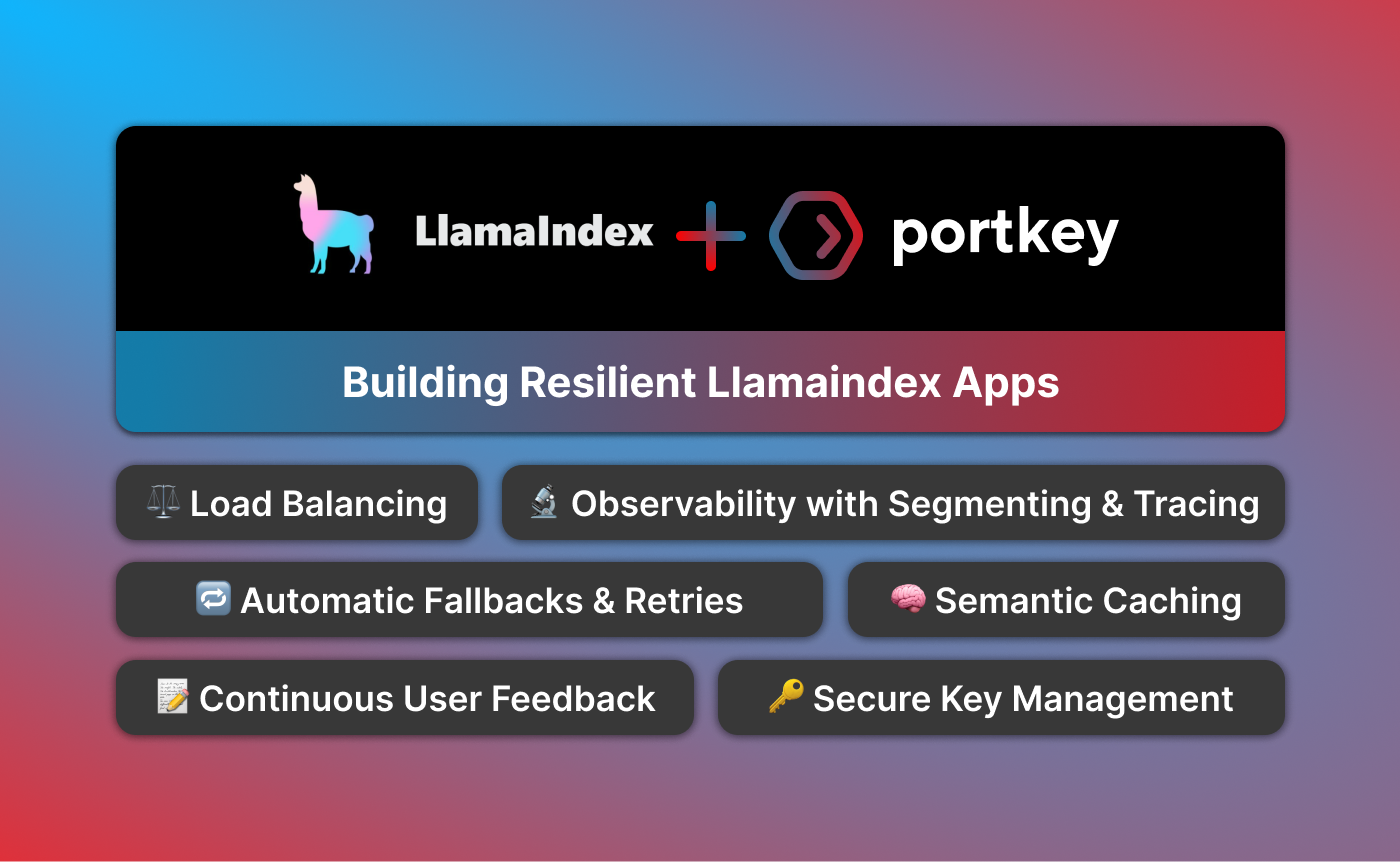 LlamaIndex
portkey
Building Resilient Llamaindex Apps
Load Balancing
Observability with Segmenting & Tracing
Automatic Fallbacks & Retries
Semantic Caching
Continuous User Feedback
Secure Key Management